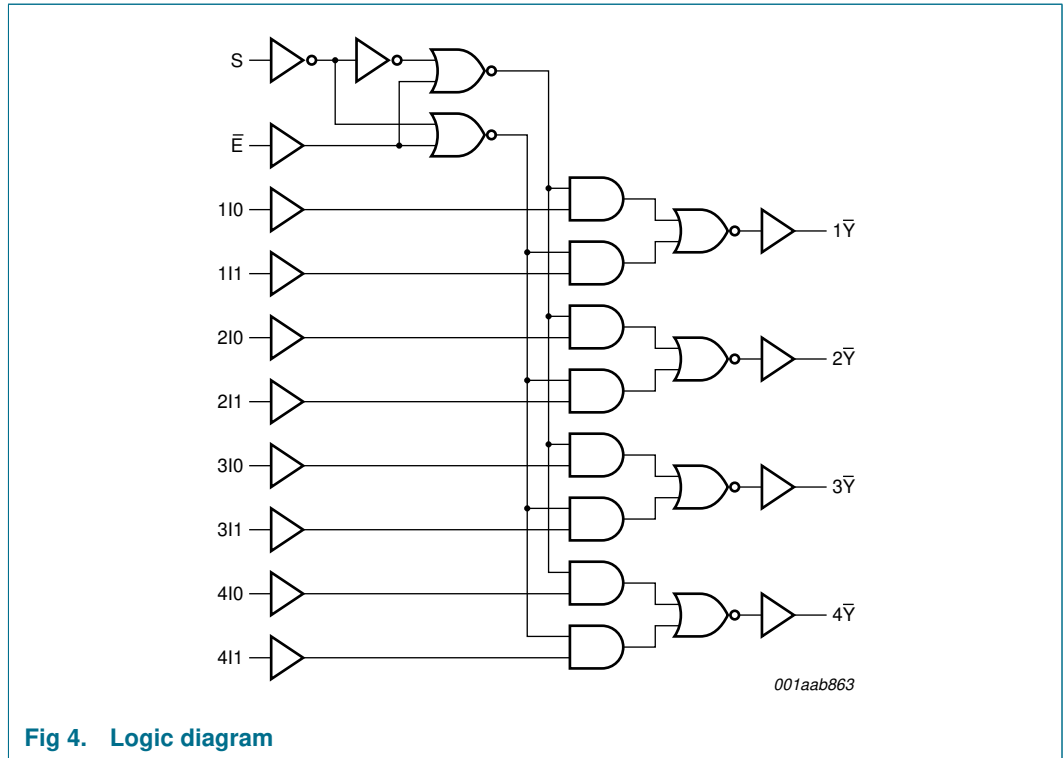 S
E̅
1I0
1I1
1Y̅
2I0
2Y̅
2I1
3I0
3Y̅
3I1
4I0
4Y̅
4I1
001aab863
Fig 4. Logic diagram